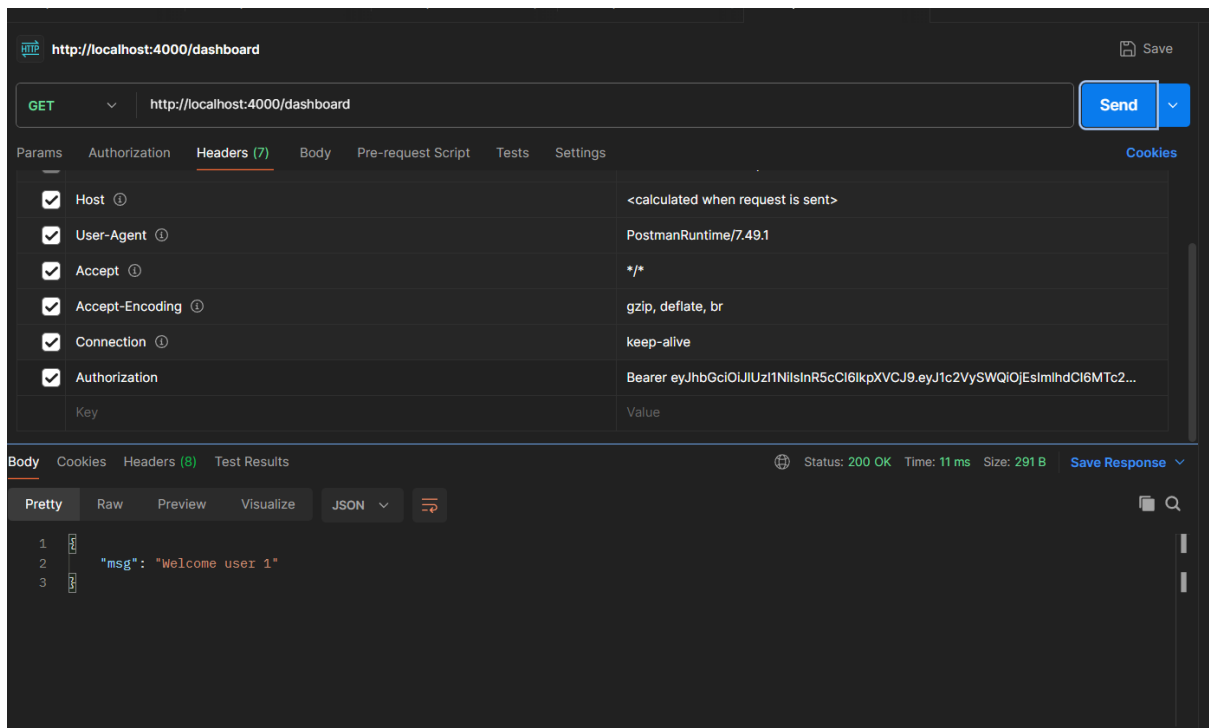 HTTP http://localhost:4000/dashboard Save
GET http://localhost:4000/dashboard Send
Params Authorization Headers (7) Body Pre-request Script Tests Settings Cookies
Host <calculated when request is sent>
User-Agent PostmanRuntime/7.49.1
Accept */*
Accept-Encoding gzip, deflate, br
Connection keep-alive
Authorization Bearer eyJhbGciOiJIUzI1NiIsInR5cCI6IkpXVCJ9.eyJ1c2VySWQiOjEsImlhdCI6MTc2...
Key Value
Body Cookies Headers (8) Test Results Status: 200 OK Time: 11 ms Size: 291 B Save Response
Pretty Raw Preview Visualize JSON
1 {
2 "msg": "Welcome user 1"
3 }